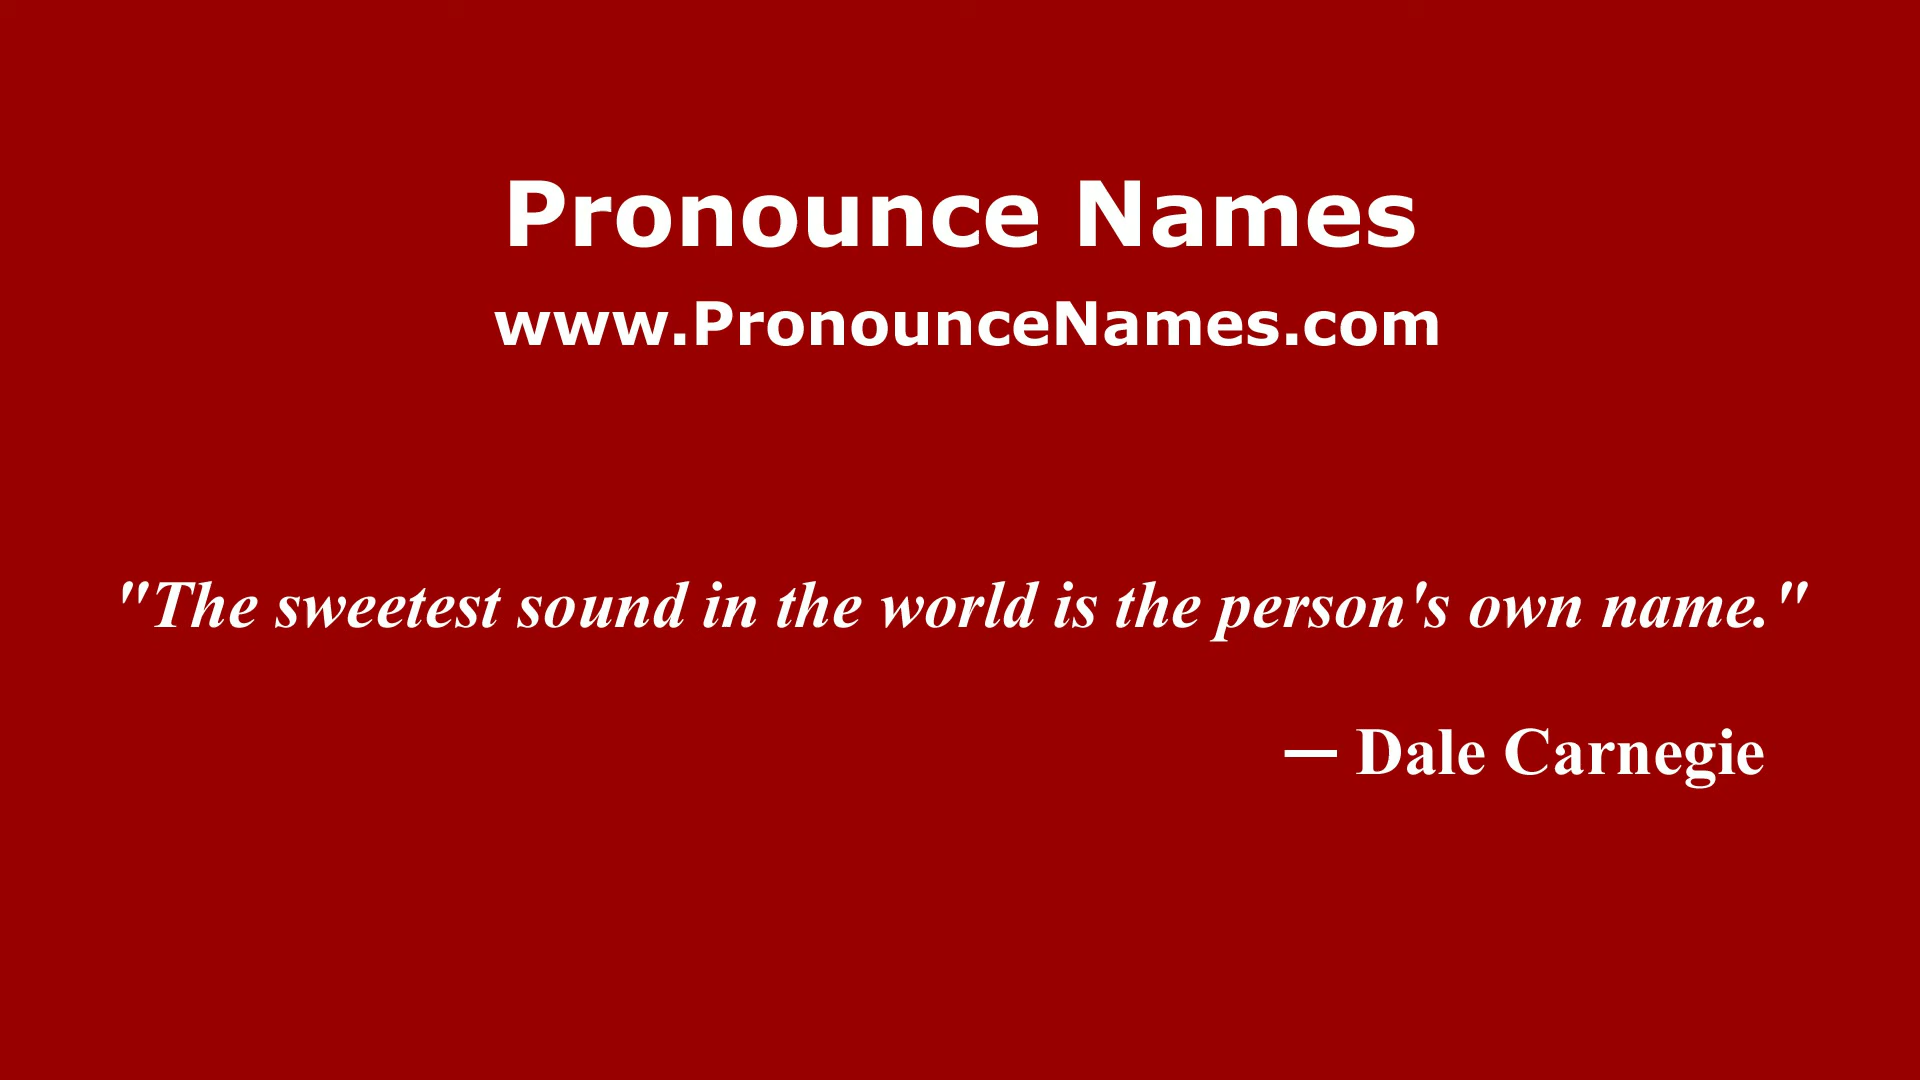 Pronounce Names
www.PronounceNames.com
"The sweetest sound in the world is the person's own name."
— Dale Carnegie